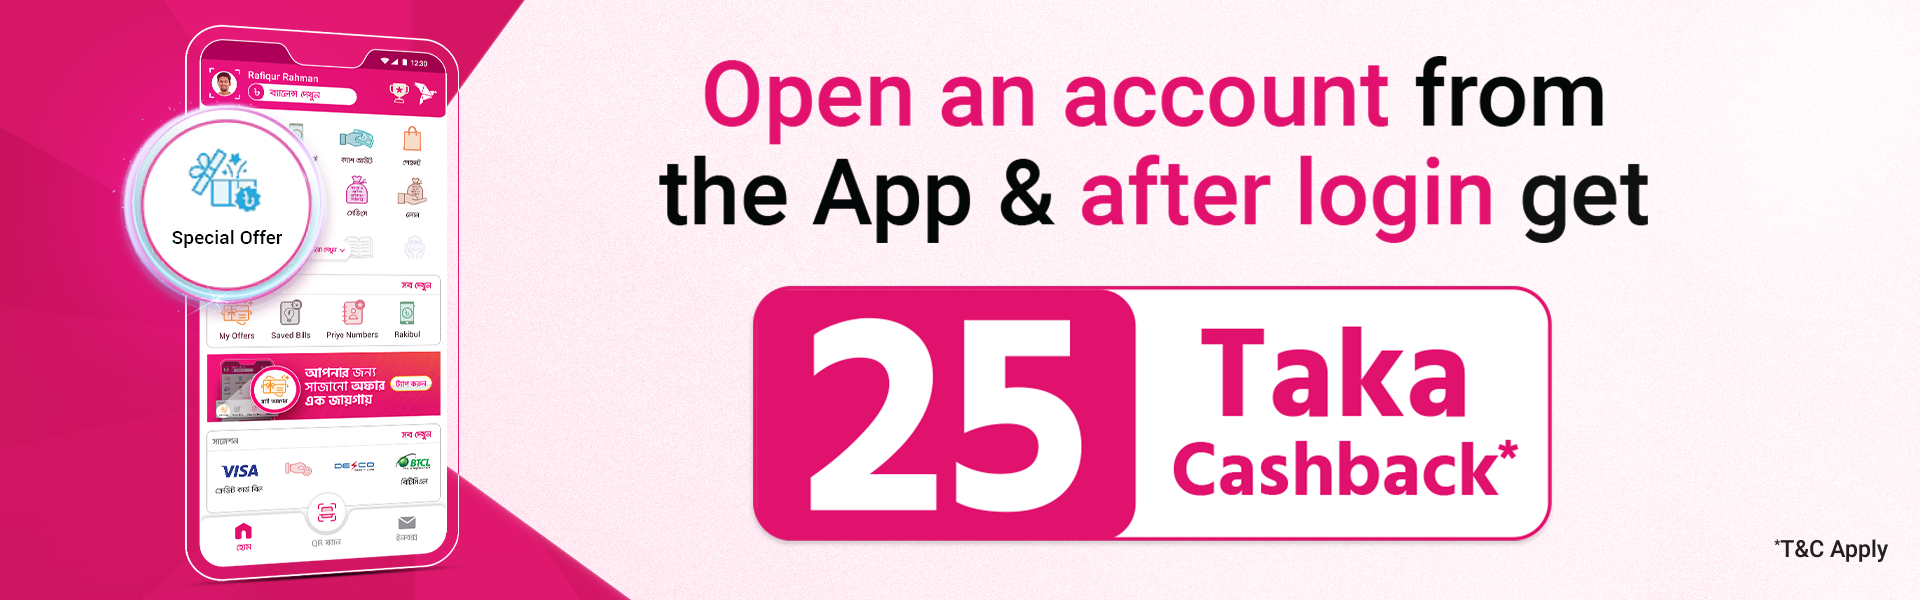 12:30
Rafiqur Rahman
ব্যালেন্স দেখুন
ক্যাশ আউট
পেমেন্ট
সেভিংস
লোন
Special Offer
দেখুন
সব দেখুন
My Offers
Saved Bills
Priyo Numbers
Rakibul
আপনার জন্য
সাজানো অফার
এক জায়গায়
ট্যাপ করুন
সাজেশন
সব দেখুন
VISA
DESCO
BTCL
ক্রেডিট কার্ড বিল
বিটিসিএল
হোম
QR স্ক্যান
ইনবক্স
Open an account from
the App & after login get
25
Taka
Cashback*
*T&C Apply